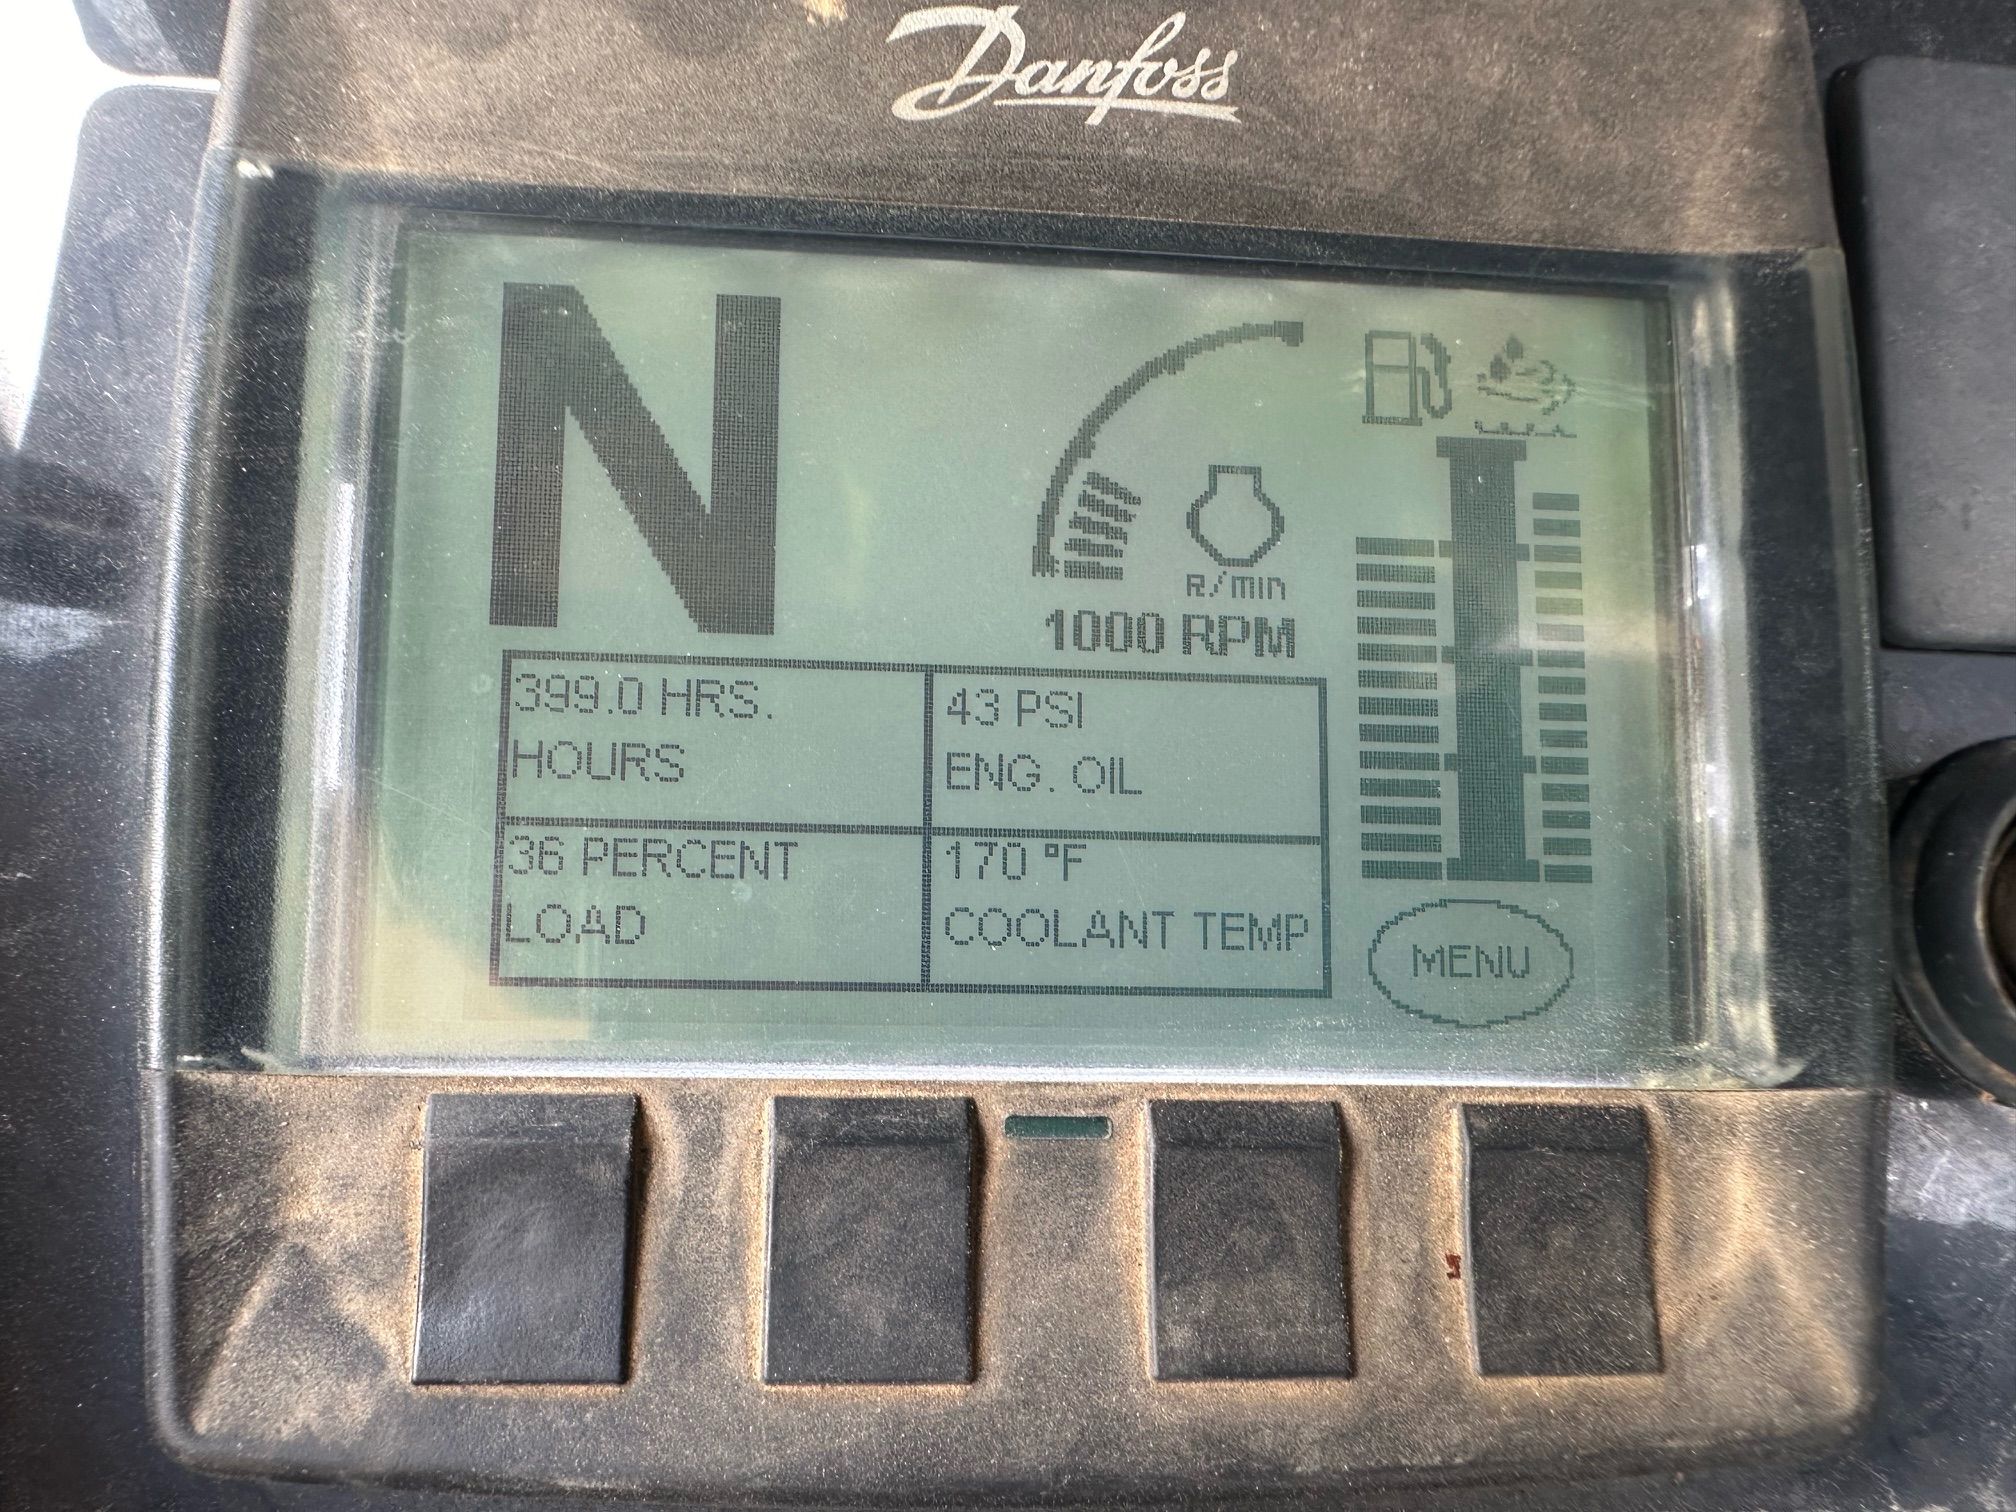 Danfoss
N
R/min
1000 RPM
399.0 HRS.
HOURS
43 PSI
ENG. OIL
36 PERCENT
LOAD
170 °F
COOLANT TEMP
MENU